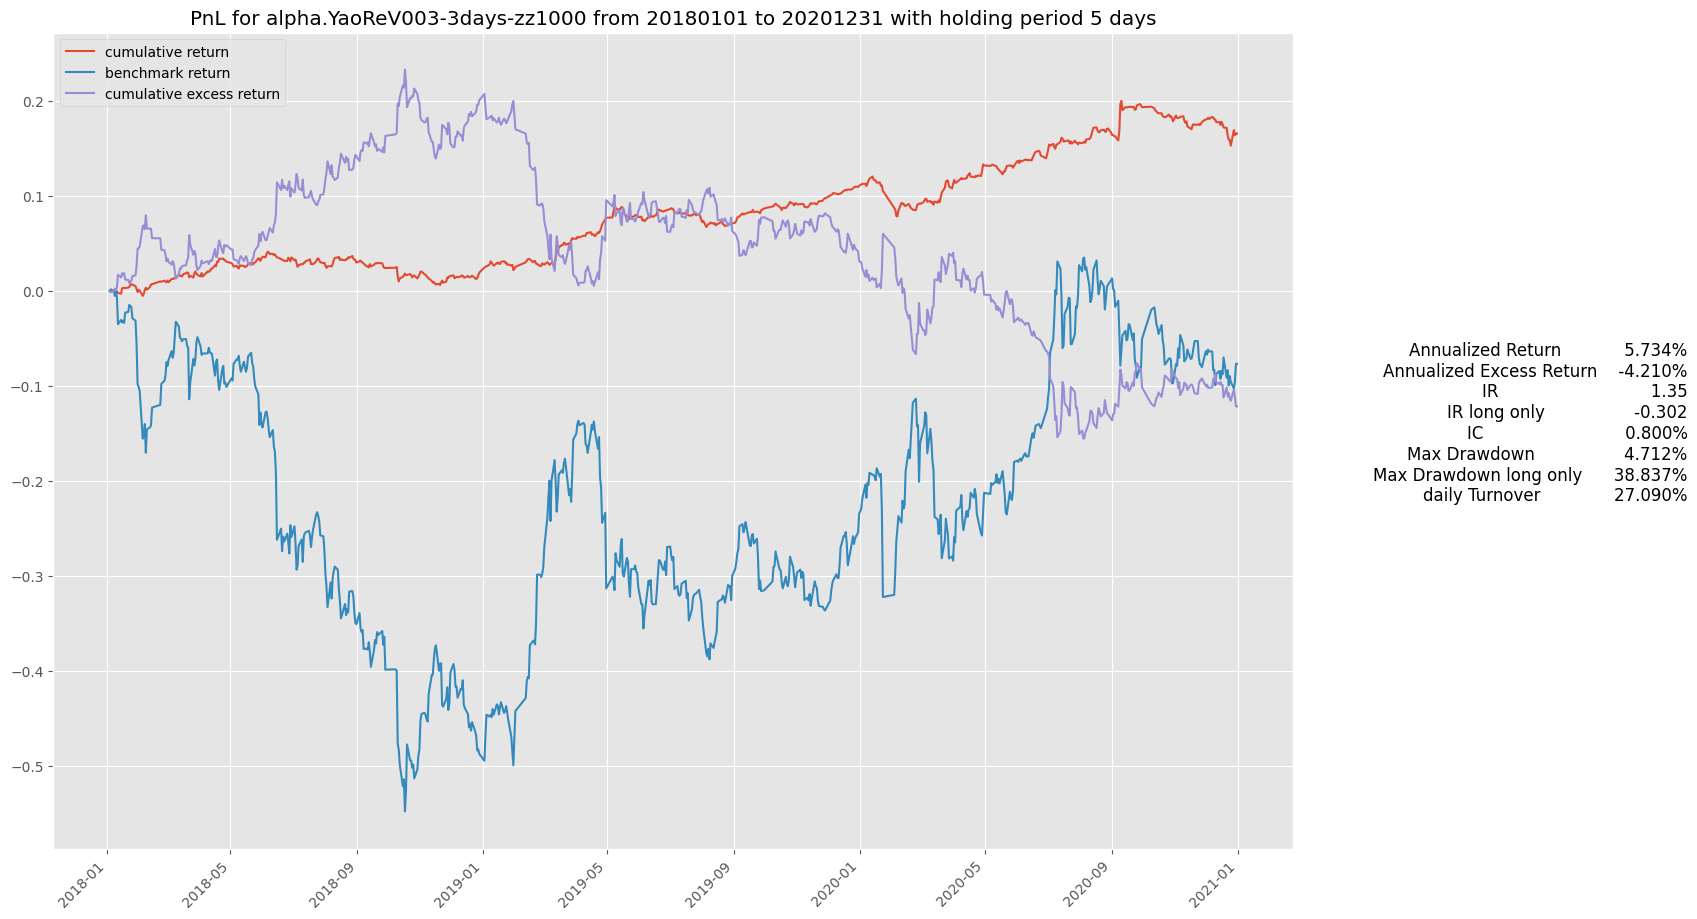 PnL for alpha.YaoReV003-3days-zz1000 from 20180101 to 20201231 with holding period 5 days
cumulative return
benchmark return
cumulative excess return
0.2
0.1
0.0
−0.1
−0.2
−0.3
−0.4
−0.5
2018-01
2018-05
2018-09
2019-01
2019-05
2019-09
2020-01
2020-05
2020-09
2021-01
Annualized Return 5.734%
Annualized Excess Return -4.210%
IR 1.35
IR long only -0.302
IC 0.800%
Max Drawdown 4.712%
Max Drawdown long only 38.837%
daily Turnover 27.090%